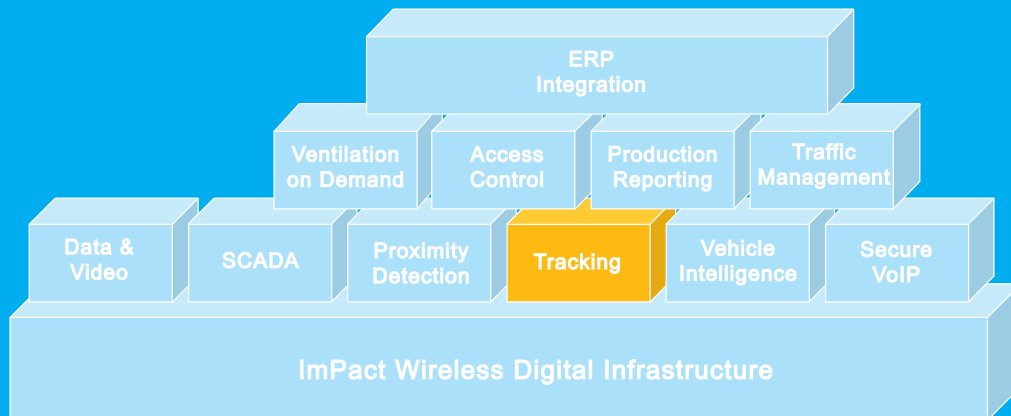 ERP
Integration
Ventilation
on Demand
Access
Control
Production
Reporting
Traffic
Management
Data &
Video
SCADA
Proximity
Detection
Tracking
Vehicle
Intelligence
Secure
VoIP
ImPact Wireless Digital Infrastructure